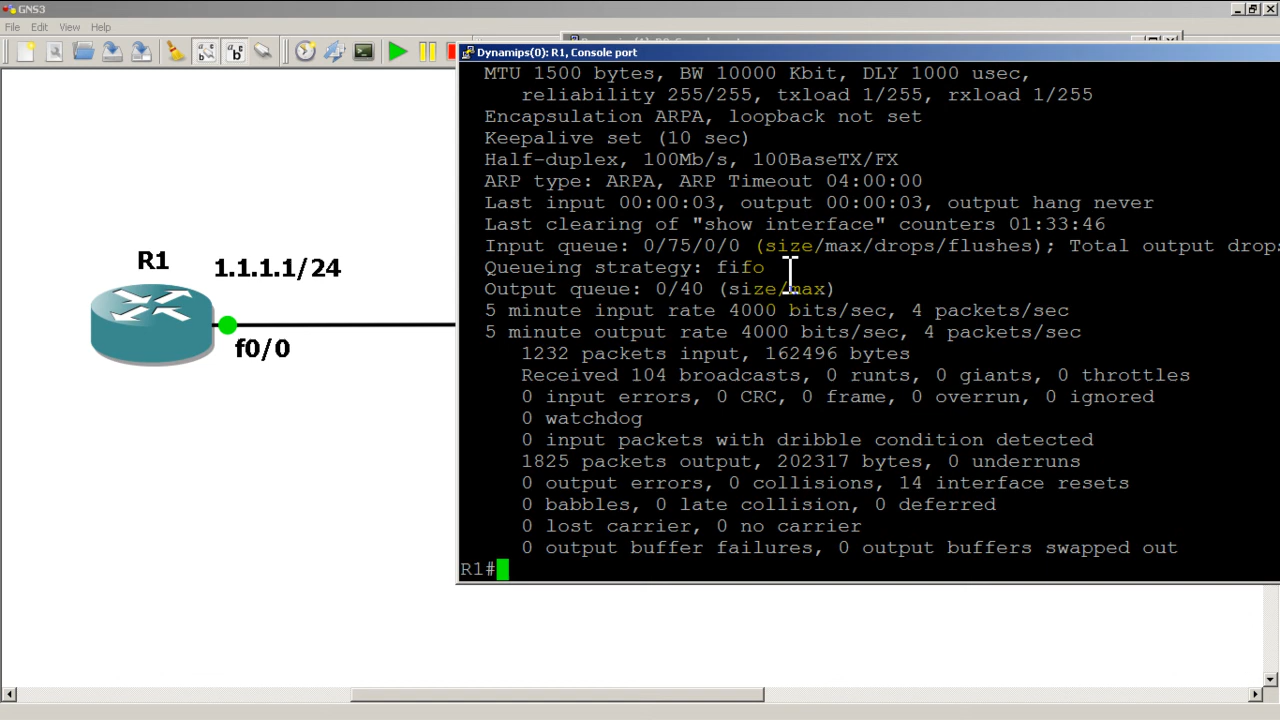 GNS3
File Edit View Help
Dynamips(0): R1, Console port
MTU 1500 bytes, BW 10000 Kbit, DLY 1000 usec,
reliability 255/255, txload 1/255, rxload 1/255
Encapsulation ARPA, loopback not set
Keepalive set (10 sec)
Half-duplex, 100Mb/s, 100BaseTX/FX
ARP type: ARPA, ARP Timeout 04:00:00
Last input 00:00:03, output 00:00:03, output hang never
Last clearing of "show interface" counters 01:33:46
Input queue: 0/75/0/0 (size/max/drops/flushes); Total output drops
Queueing strategy: fifo
Output queue: 0/40 (size/max)
5 minute input rate 4000 bits/sec, 4 packets/sec
5 minute output rate 4000 bits/sec, 4 packets/sec
1232 packets input, 162496 bytes
Received 104 broadcasts, 0 runts, 0 giants, 0 throttles
0 input errors, 0 CRC, 0 frame, 0 overrun, 0 ignored
0 watchdog
0 input packets with dribble condition detected
1825 packets output, 202317 bytes, 0 underruns
0 output errors, 0 collisions, 14 interface resets
0 babbles, 0 late collision, 0 deferred
0 lost carrier, 0 no carrier
0 output buffer failures, 0 output buffers swapped out
R1#
R1
1.1.1.1/24
f0/0